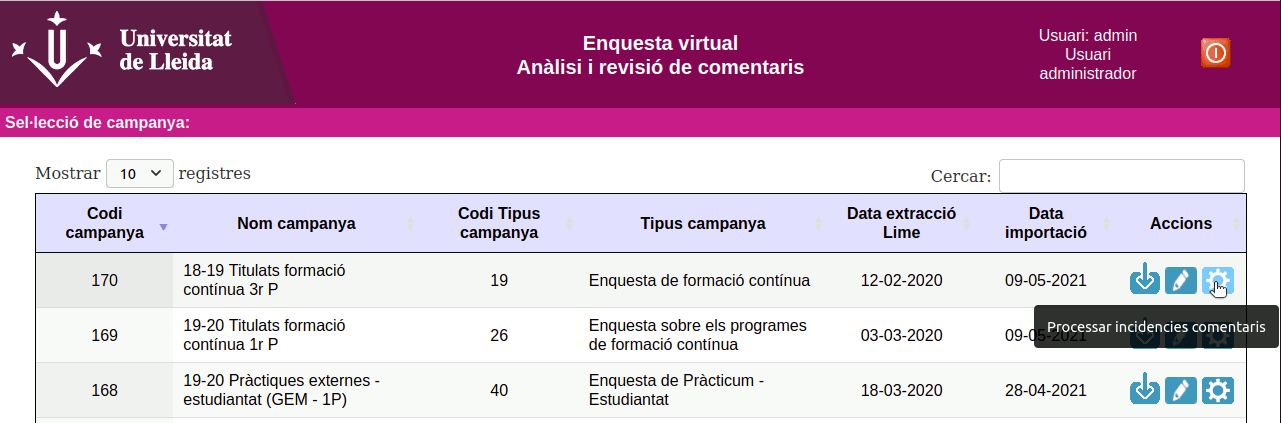 Universitat
de Lleida
Enquesta virtual
Anàlisi i revisió de comentaris
Usuari: admin
Usuari
administrador
Sel·lecció de campanya:
Mostrar 10 registres
Cercar:
Codi
campanya
Nom campanya
Codi Tipus
campanya
Tipus campanya
Data extracció
Lime
Data
importació
Accions
170
18-19 Titulats formació
contínua 3r P
19
Enquesta de formació contínua
12-02-2020
09-05-2021
169
19-20 Titulats formació
contínua 1r P
26
Enquesta sobre els programes
de formació contínua
03-03-2020
09-05-2021
Processar incidencies comentaris
168
19-20 Pràctiques externes -
estudiantat (GEM - 1P)
40
Enquesta de Pràcticum -
Estudiantat
18-03-2020
28-04-2021